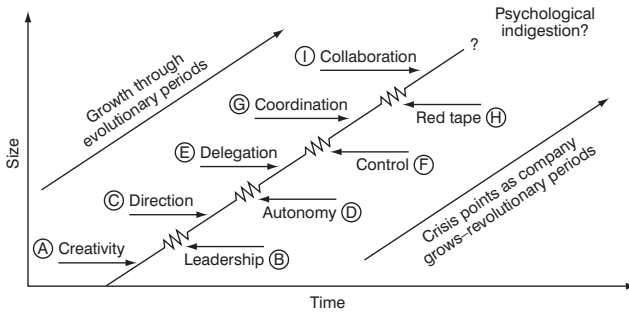 Psychological
indigestion?
?
Ⓘ Collaboration
Growth through
evolutionary periods
Ⓖ Coordination
Red tape Ⓗ
Ⓔ Delegation
Control Ⓕ
Size
Ⓒ Direction
Autonomy Ⓓ
Crisis points as company
grows–revolutionary periods
Ⓐ Creativity
Leadership Ⓑ
Time